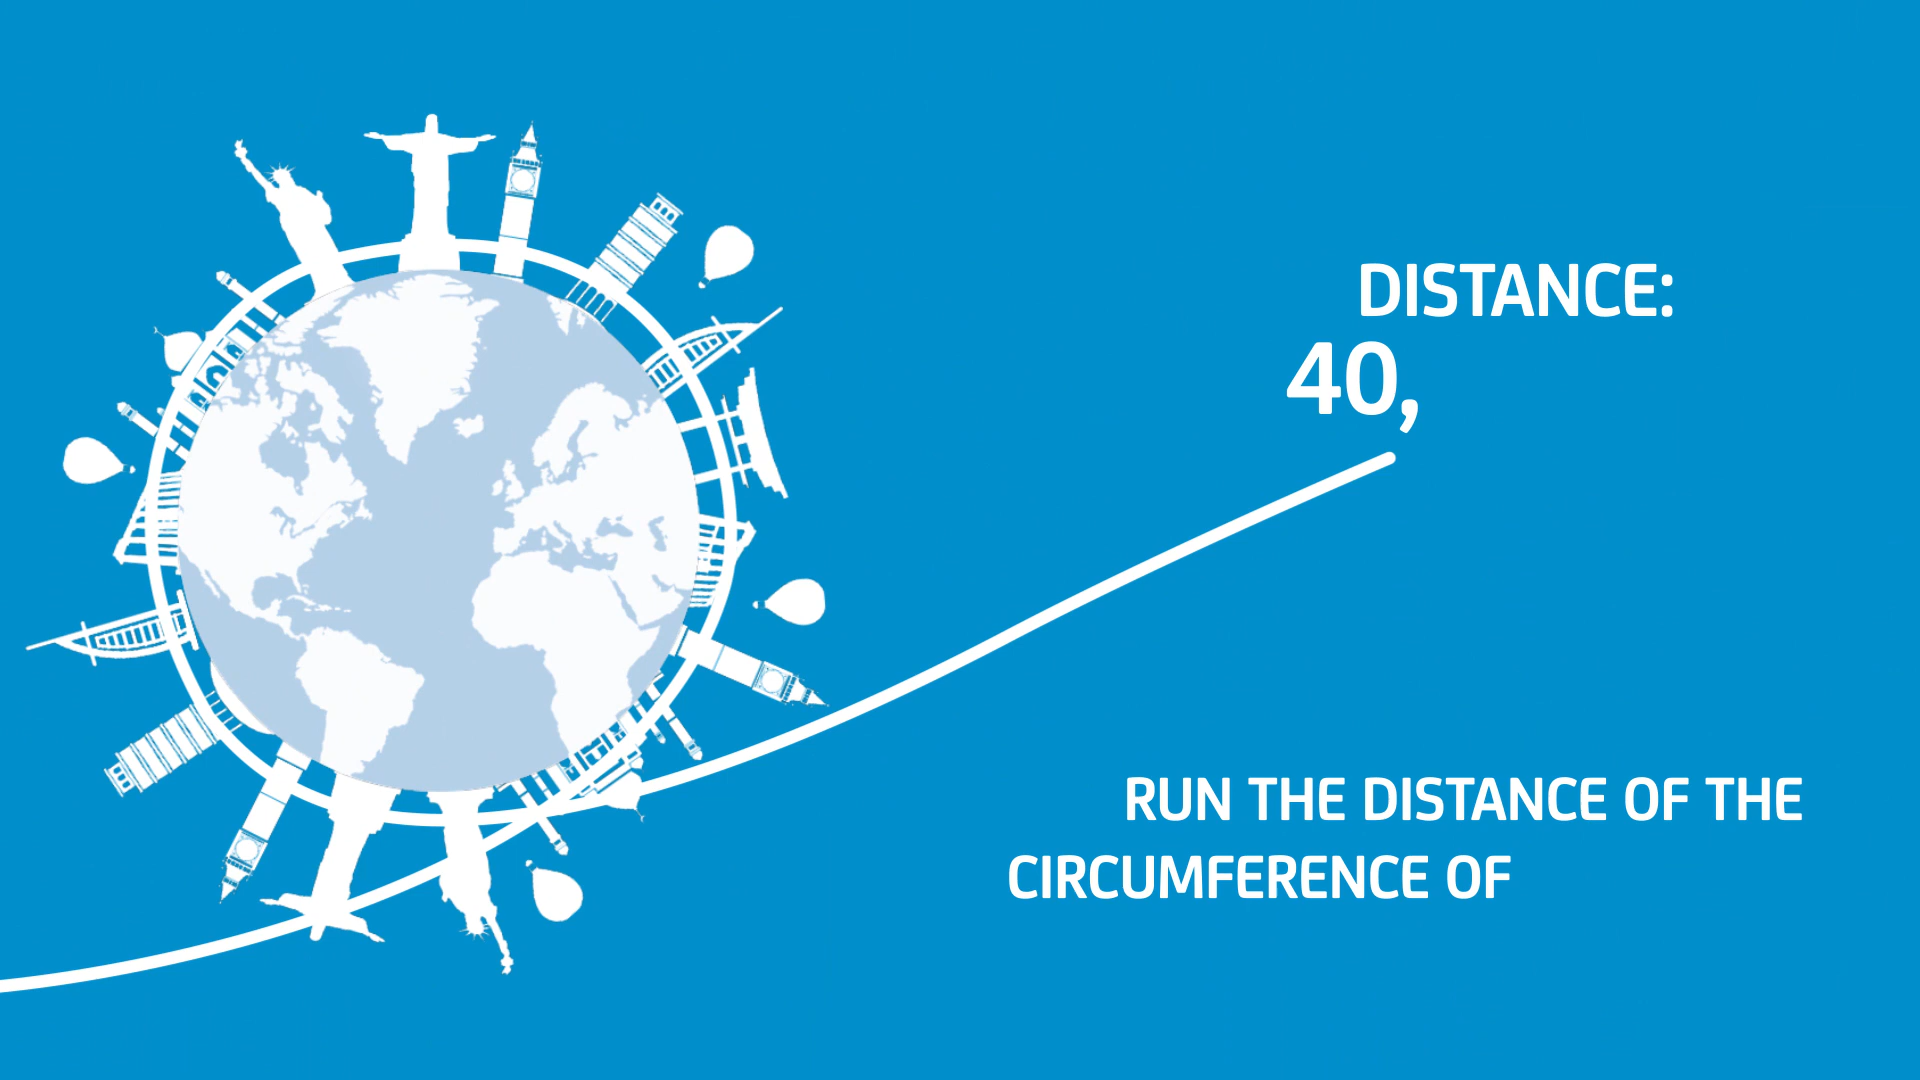 DISTANCE:
40,
RUN THE DISTANCE OF THE
CIRCUMFERENCE OF